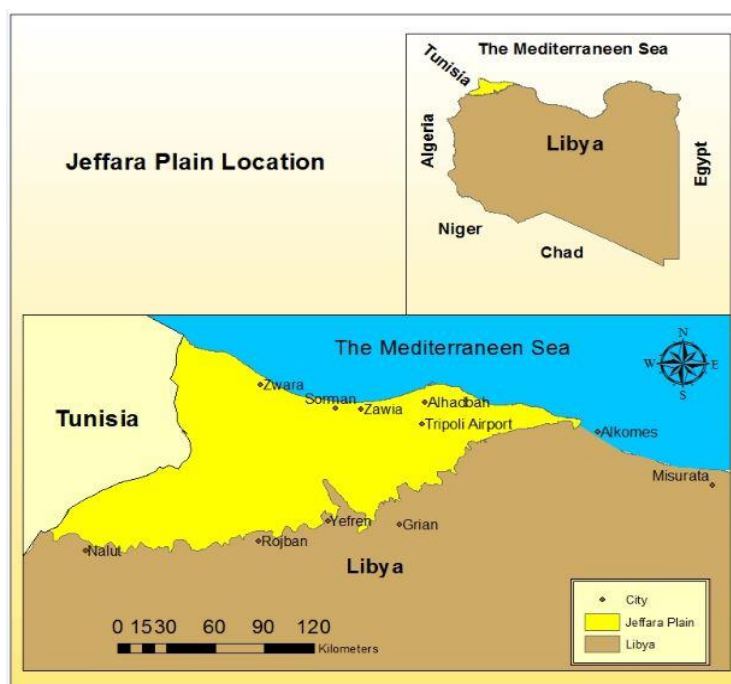 The Mediterraneen Sea
Tunisia
Algeria
Libya
Egypt
Niger
Chad
Jeffara Plain Location
The Mediterraneen Sea
N
W E
S
Zwara
Sorman
Zawia
Alhadbah
Tunisia
Tripoli Airport
Alkomes
Misurata
Yefren
Grian
Rojban
Nalut
Libya
City
Jeffara Plain
Libya
0 15 30 60 90 120
Kilometers